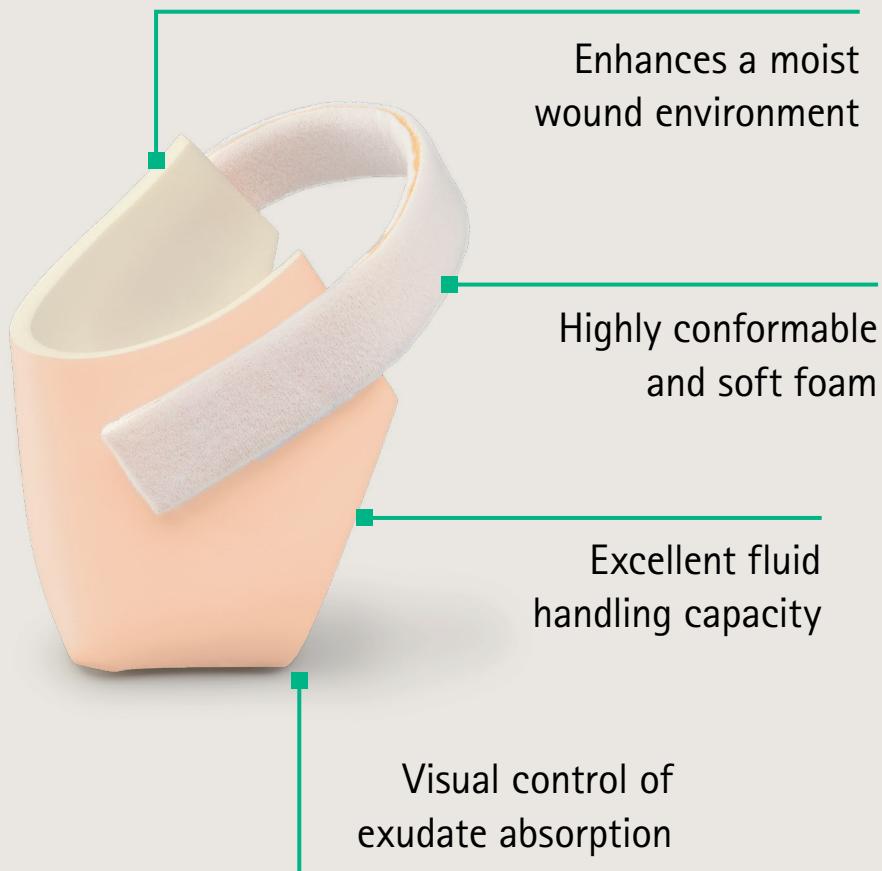 Enhances a moist
wound environment
Highly conformable
and soft foam
Excellent fluid
handling capacity
Visual control of
exudate absorption